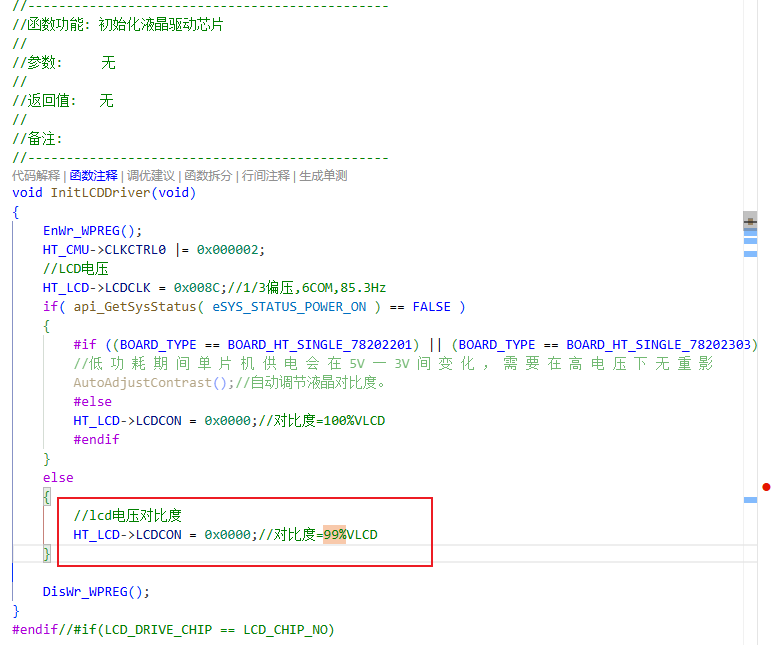 //-----------------------------------------------
//函数功能: 初始化液晶驱动芯片
//
//参数:     无
//
//返回值:   无
//
//备注:
//-----------------------------------------------
代码解释 | 函数注释 | 调优建议 | 函数拆分 | 行间注释 | 生成单测
void InitLCDDriver(void)
{
    EnWr_WPREG();
    HT_CMU->CLKCTRL0 |= 0x000002;
    //LCD电压
    HT_LCD->LCDCLK = 0x008C;//1/3偏压,6COM,85.3Hz
    if( api_GetSysStatus( eSYS_STATUS_POWER_ON ) == FALSE )
    {
        #if ((BOARD_TYPE == BOARD_HT_SINGLE_78202201) || (BOARD_TYPE == BOARD_HT_SINGLE_78202303)
        //低功耗期间单片机供电会在5V一3V间变化，需要在高电压下无重影
        AutoAdjustContrast();//自动调节液晶对比度。
        #else
        HT_LCD->LCDCON = 0x0000;//对比度=100%VLCD
        #endif
    }
    else
    {
        //lcd电压对比度
        HT_LCD->LCDCON = 0x0000;//对比度=99%VLCD
    }
    DisWr_WPREG();
}
#endif//#if(LCD_DRIVE_CHIP == LCD_CHIP_NO)